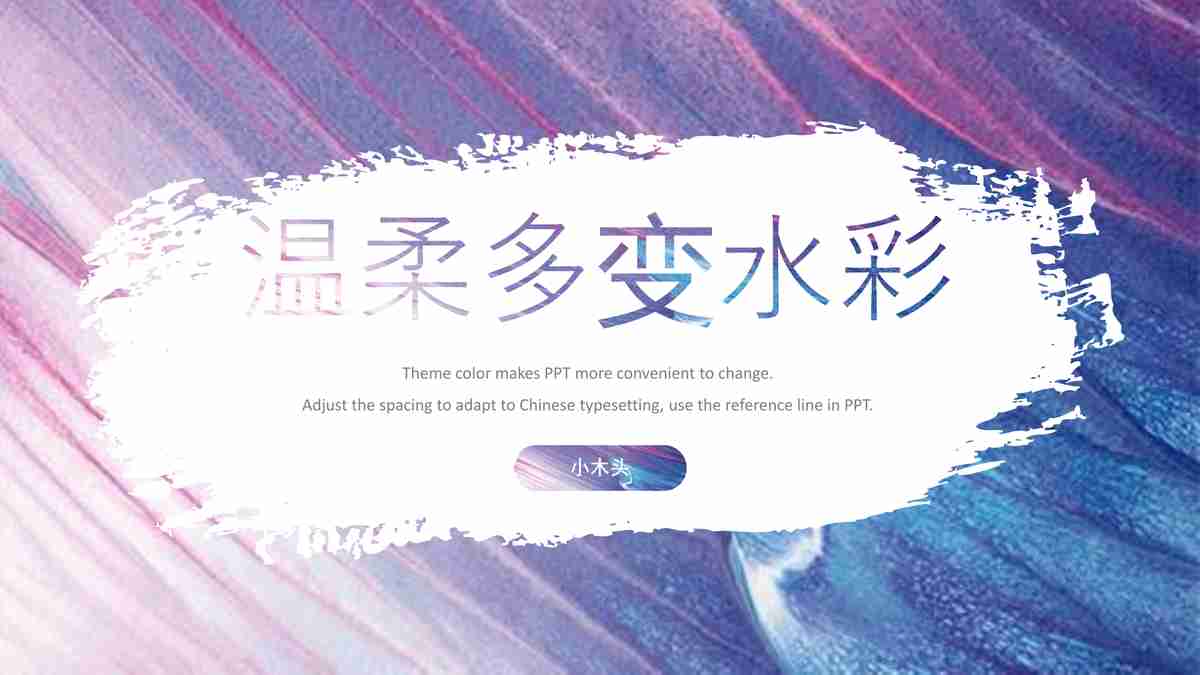 温柔多变水彩
Theme color makes PPT more convenient to change.
Adjust the spacing to adapt to Chinese typesetting, use the reference line in PPT.
小木头